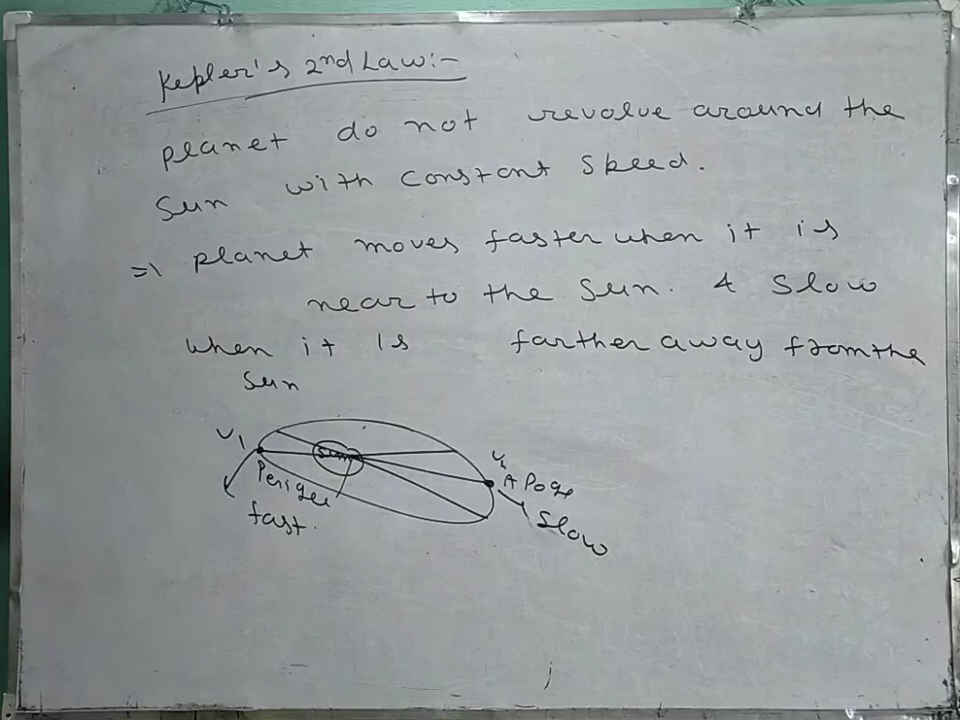 Kepler's 2nd Law:-
planet do not revolve around the
Sun with constant speed.
=> planet moves faster when it is
near to the Sun. & Slow
when it is farther away from the
Sun
v1
Sun
Perigee
fast.
Apoge
Slow